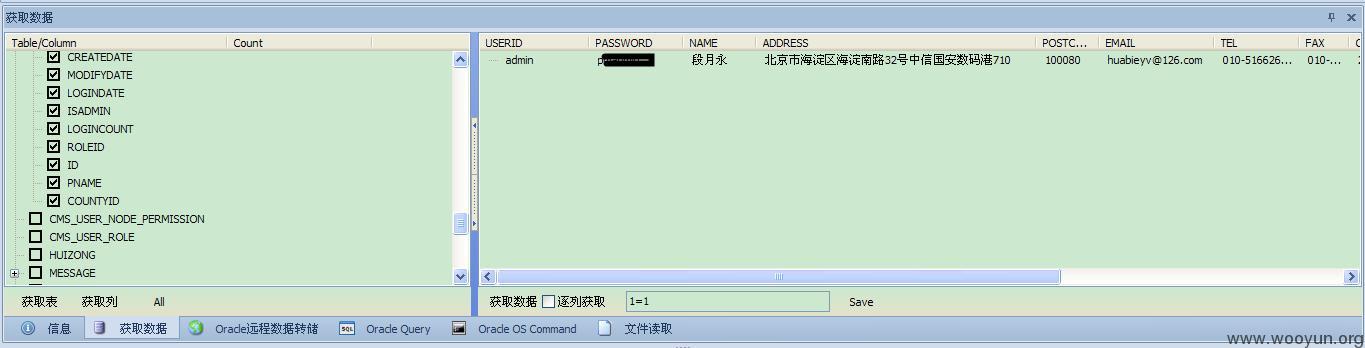 获取数据
Table/Column Count
CREATEDATE
MODIFYDATE
LOGINDATE
ISADMIN
LOGINCOUNT
ROLEID
ID
PNAME
COUNTYID
CMS_USER_NODE_PERMISSION
CMS_USER_ROLE
HUIZONG
MESSAGE
获取表 获取列 All
USERID PASSWORD NAME ADDRESS POSTC... EMAIL TEL FAX
admin 段月永 北京市海淀区海淀南路32号中信国安数码港710 100080 huabieyv@126.com 010-516626... 010-...
获取数据 逐列获取 1=1 Save
信息 获取数据 Oracle远程数据转储 SQL Oracle Query Oracle OS Command 文件读取
www.wooyun.org